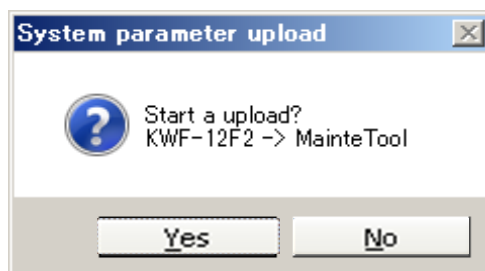 System parameter upload
Start a upload?
KWF-12F2 -> MainteTool
Yes
No